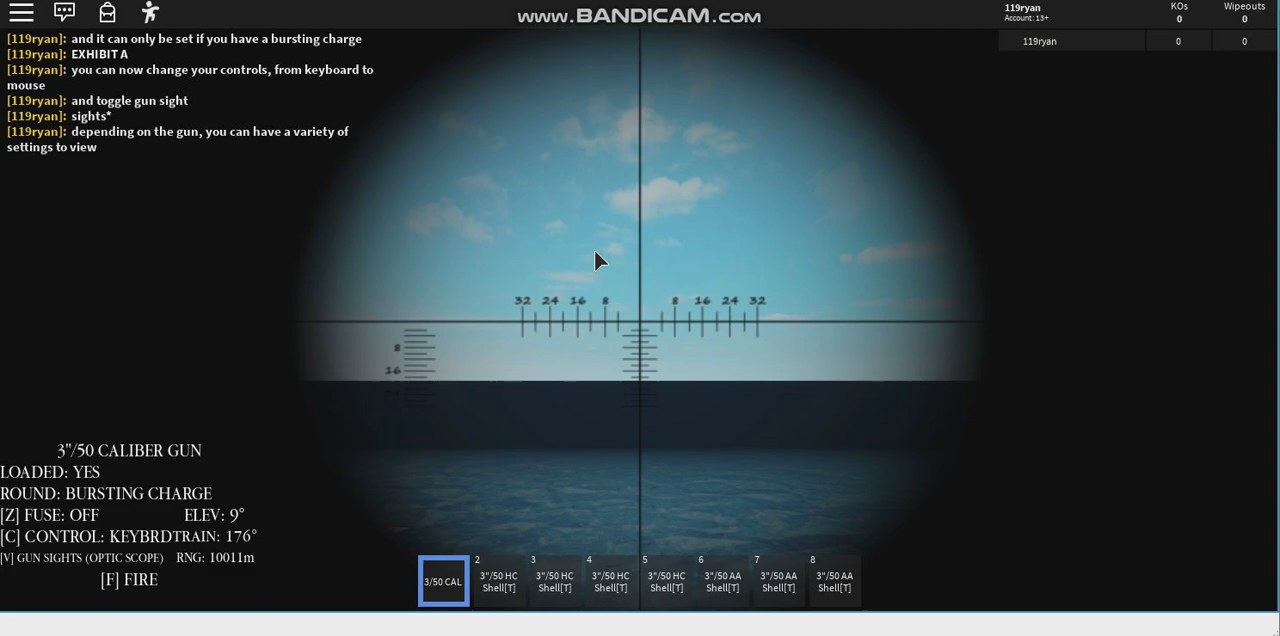 www.BANDICAM.com
119ryan
Account: 13+
KOs
0
Wipeouts
0
119ryan
0
0
[119ryan]: and it can only be set if you have a bursting charge
[119ryan]: EXHIBIT A
[119ryan]: you can now change your controls, from keyboard to
mouse
[119ryan]: and toggle gun sight
[119ryan]: sights*
[119ryan]: depending on the gun, you can have a variety of
settings to view
32 24 16 8 8 16 24 32
8
16
3"/50 CALIBER GUN
LOADED: YES
ROUND: BURSTING CHARGE
[Z] FUSE: OFF ELEV: 9°
[C] CONTROL: KEYBRDTRAIN: 176°
[V] GUN SIGHTS (OPTIC SCOPE) RNG: 10011m
[F] FIRE
3/50 CAL
2
3"/50 HC
Shell[T]
3
3"/50 HC
Shell[T]
4
3"/50 HC
Shell[T]
5
3"/50 HC
Shell[T]
6
3"/50 AA
Shell[T]
7
3"/50 AA
Shell[T]
8
3"/50 AA
Shell[T]